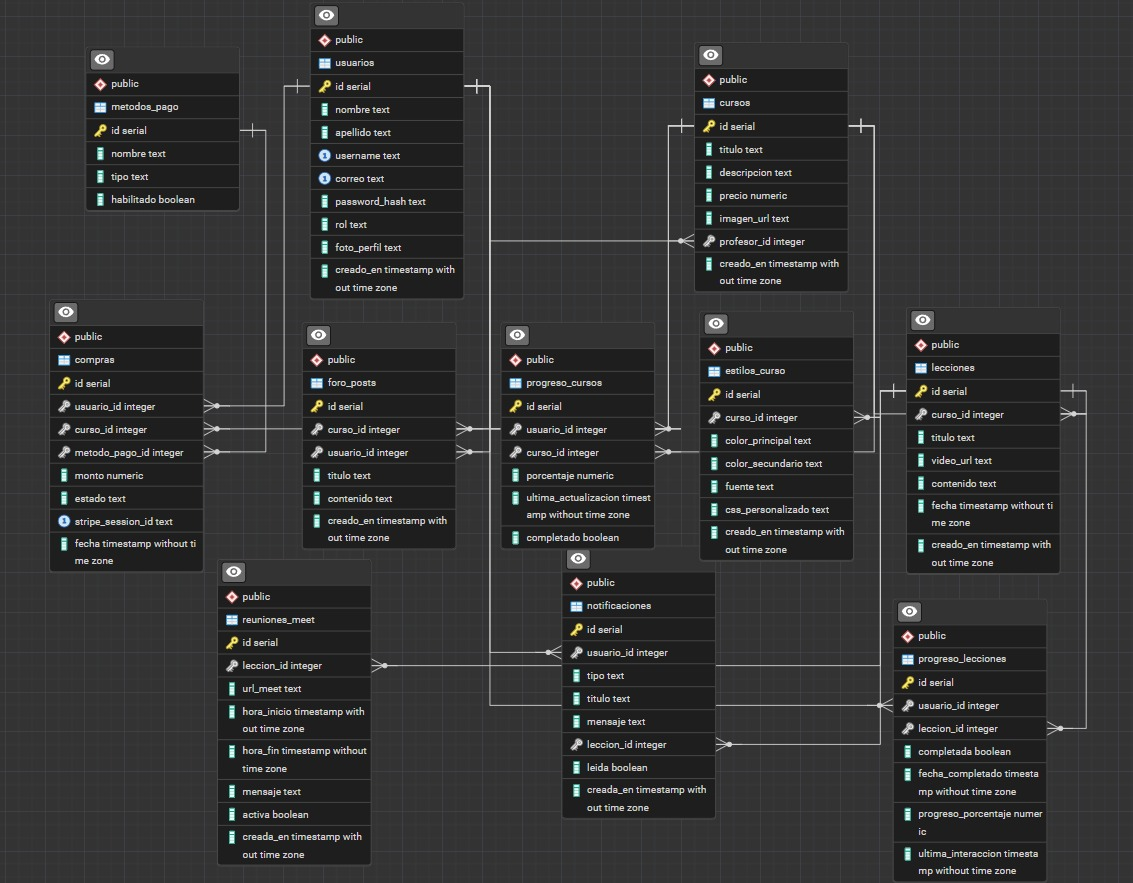 public
usuarios
id serial
nombre text
apellido text
username text
correo text
password_hash text
rol text
foto_perfil text
creado_en timestamp with
out time zone
public
metodos_pago
id serial
nombre text
tipo text
habilitado boolean
public
cursos
id serial
titulo text
descripcion text
precio numeric
imagen_url text
profesor_id integer
creado_en timestamp with
out time zone
public
compras
id serial
usuario_id integer
curso_id integer
metodo_pago_id integer
monto numeric
estado text
stripe_session_id text
fecha timestamp without ti
me zone
public
foro_posts
id serial
curso_id integer
usuario_id integer
titulo text
contenido text
creado_en timestamp with
out time zone
public
progreso_cursos
id serial
usuario_id integer
curso_id integer
porcentaje numeric
ultima_actualizacion timest
amp without time zone
completado boolean
public
estilos_curso
id serial
curso_id integer
color_principal text
color_secundario text
fuente text
css_personalizado text
creado_en timestamp with
out time zone
public
lecciones
id serial
curso_id integer
titulo text
video_url text
contenido text
fecha timestamp without ti
me zone
creado_en timestamp with
out time zone
public
reuniones_meet
id serial
leccion_id integer
url_meet text
hora_inicio timestamp with
out time zone
hora_fin timestamp without
time zone
mensaje text
activa boolean
creada_en timestamp with
out time zone
public
notificaciones
id serial
usuario_id integer
tipo text
titulo text
mensaje text
leccion_id integer
leida boolean
creada_en timestamp with
out time zone
public
progreso_lecciones
id serial
usuario_id integer
leccion_id integer
completada boolean
fecha_completado timesta
mp without time zone
progreso_porcentaje numer
ic
ultima_interaccion timesta
mp without time zone